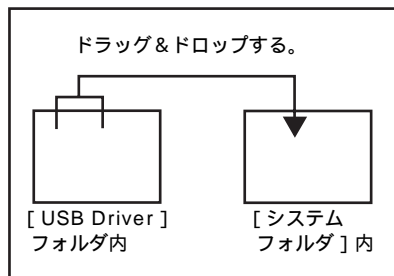 ドラッグ＆ドロップする。
[ USB Driver ]
フォルダ内
[ システム
フォルダ ] 内